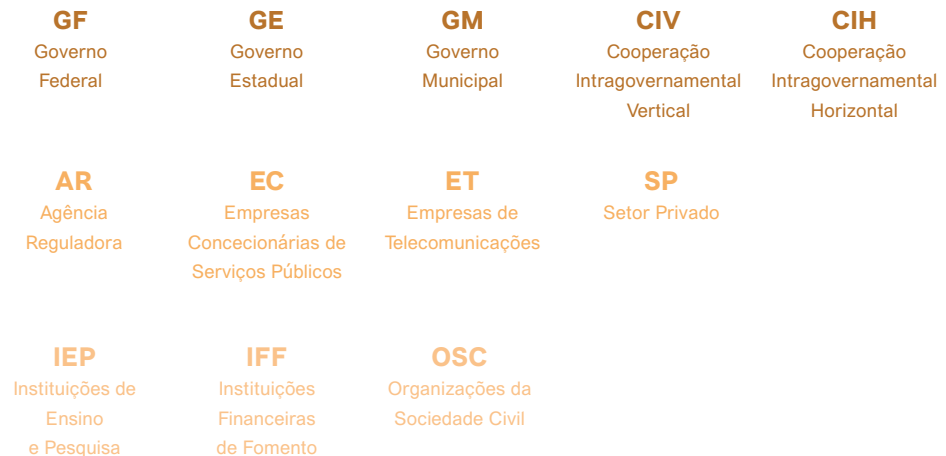 GF
Governo
Federal
GE
Governo
Estadual
GM
Governo
Municipal
CIV
Cooperação
Intragovernamental
Vertical
CIH
Cooperação
Intragovernamental
Horizontal
AR
Agência
Reguladora
EC
Empresas
Concecionárias de
Serviços Públicos
ET
Empresas de
Telecomunicações
SP
Setor Privado
IEP
Instituições de
Ensino
e Pesquisa
IFF
Instituições
Financeiras
de Fomento
OSC
Organizações da
Sociedade Civil